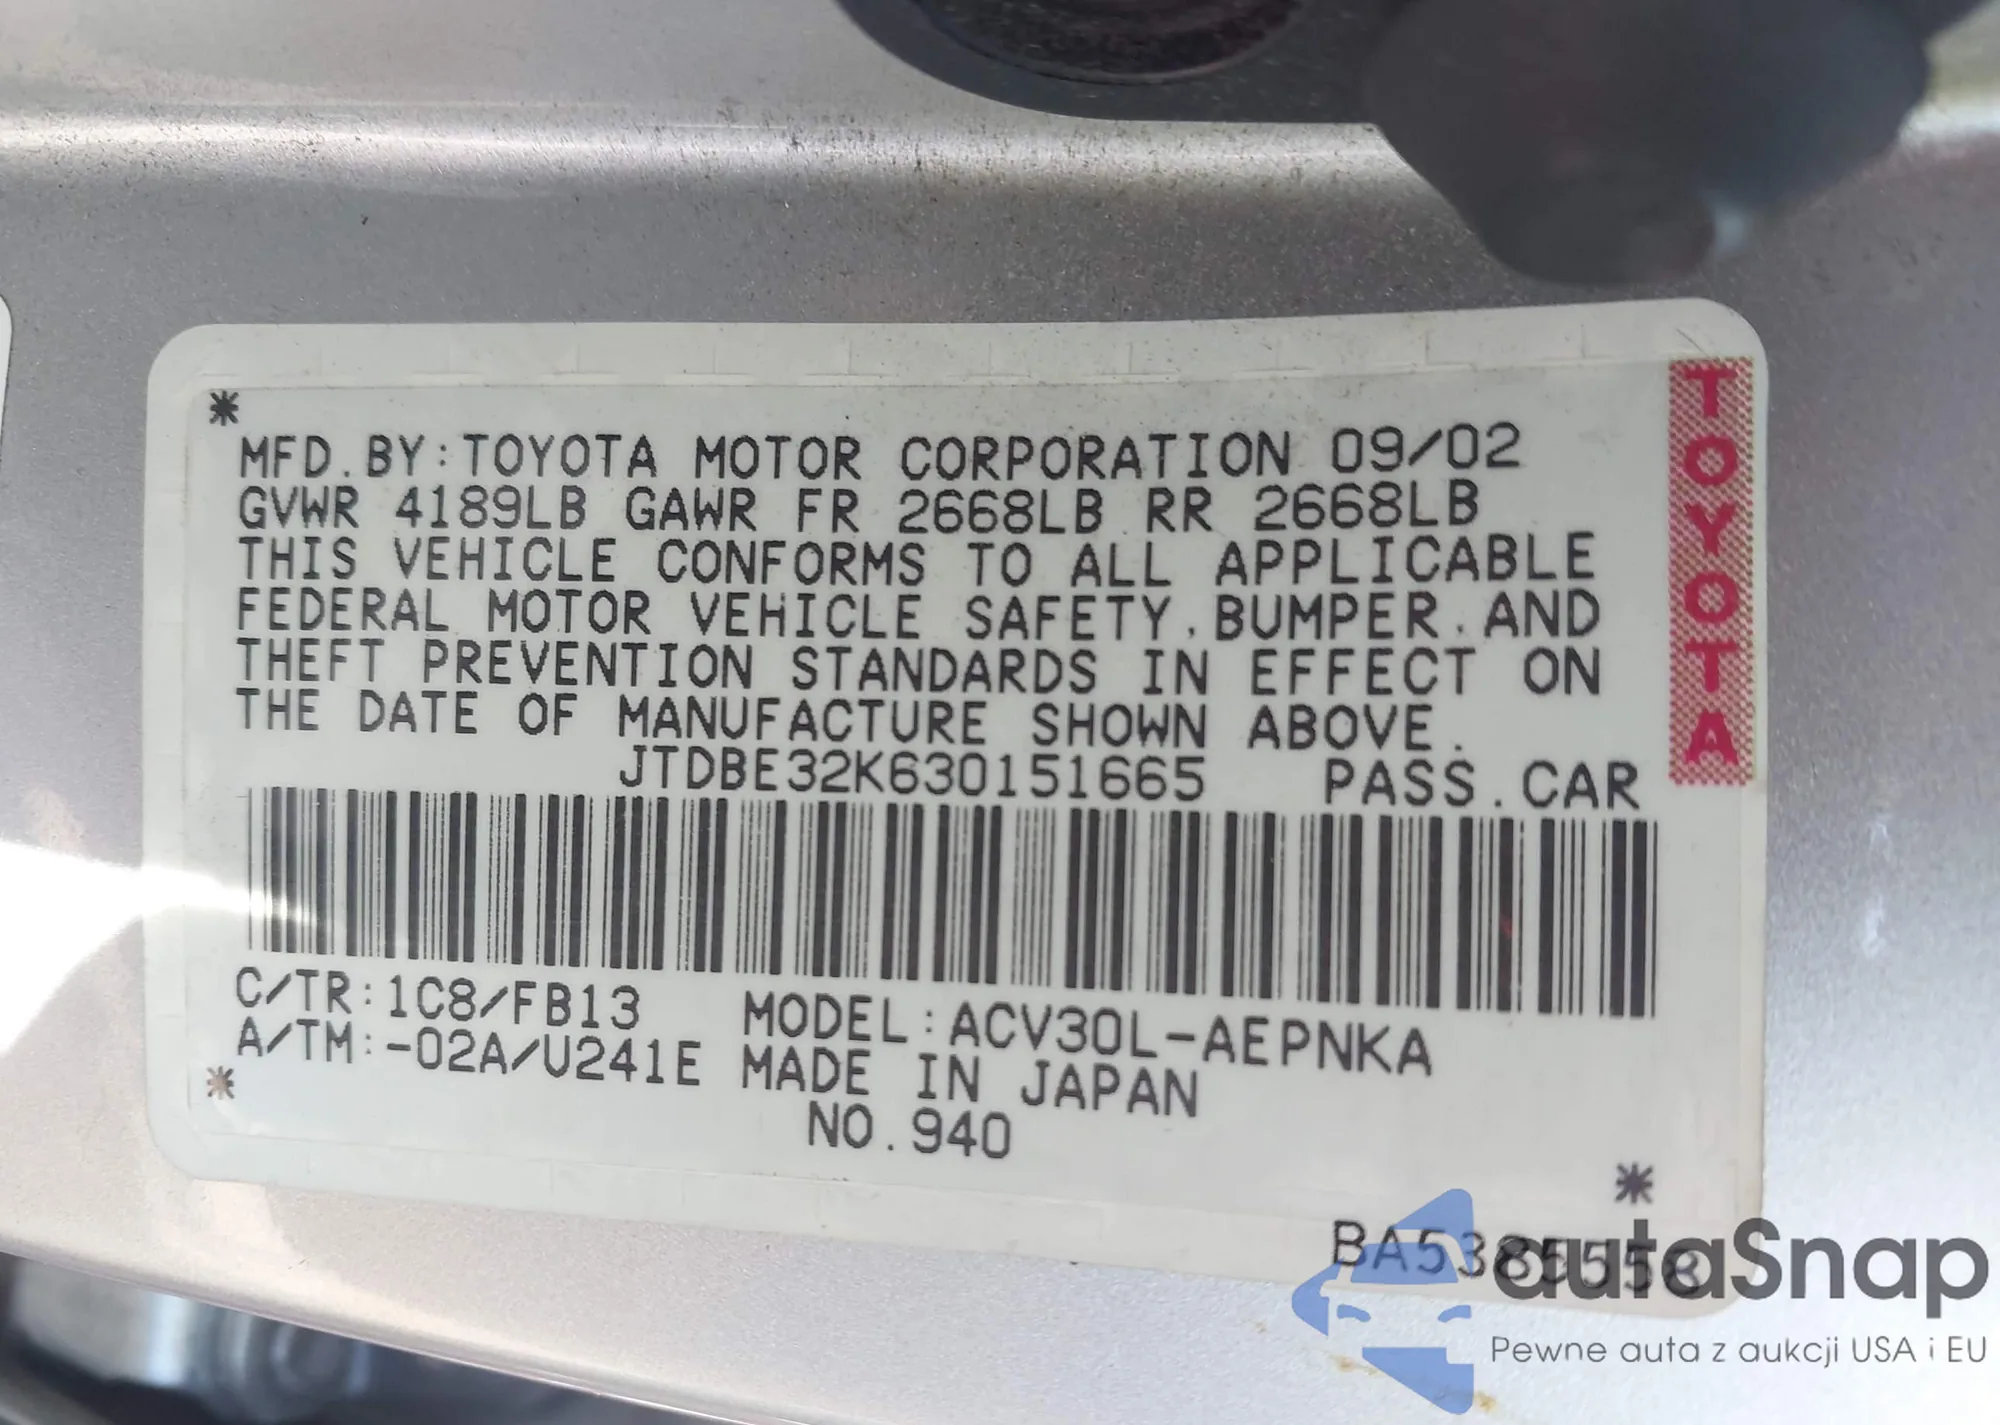 *
MFD.BY:TOYOTA MOTOR CORPORATION 09/02
GVWR 4189LB GAWR FR 2668LB RR 2668LB
THIS VEHICLE CONFORMS TO ALL APPLICABLE
FEDERAL MOTOR VEHICLE SAFETY,BUMPER,AND
THEFT PREVENTION STANDARDS IN EFFECT ON
THE DATE OF MANUFACTURE SHOWN ABOVE.
JTDBE32K630151665 PASS.CAR
TOYOTA
C/TR:1C8/FB13 MODEL:ACV30L-AEPNKA
A/TM:-02A/U241E MADE IN JAPAN
* NO.940
*
BA5385558
autaSnap
Pewne auta z aukcji USA i EU